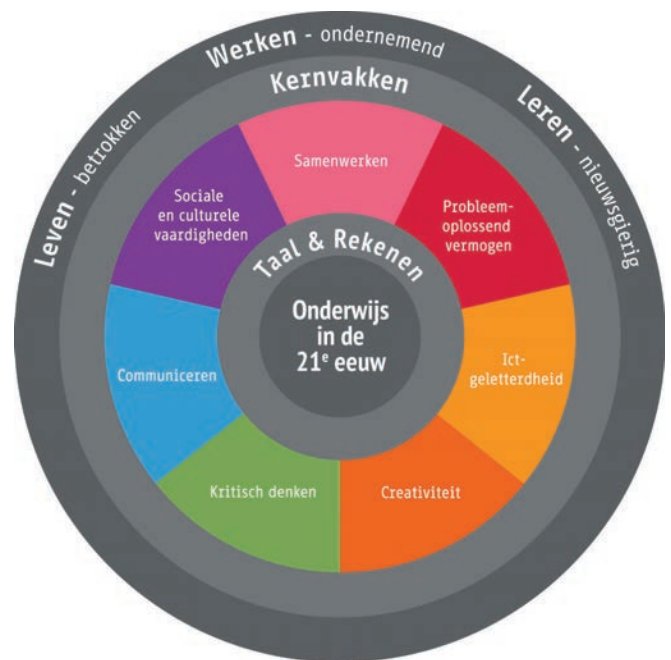 Werken - ondernemend
Leven - betrokken
Leren - nieuwsgierig
Kernvakken
Samenwerken
Sociale
en culturele
vaardigheden
Probleem-
oplossend
vermogen
Taal & Rekenen
Onderwijs
in de
21e eeuw
Communiceren
Ict-
geletterdheid
Kritisch denken
Creativiteit